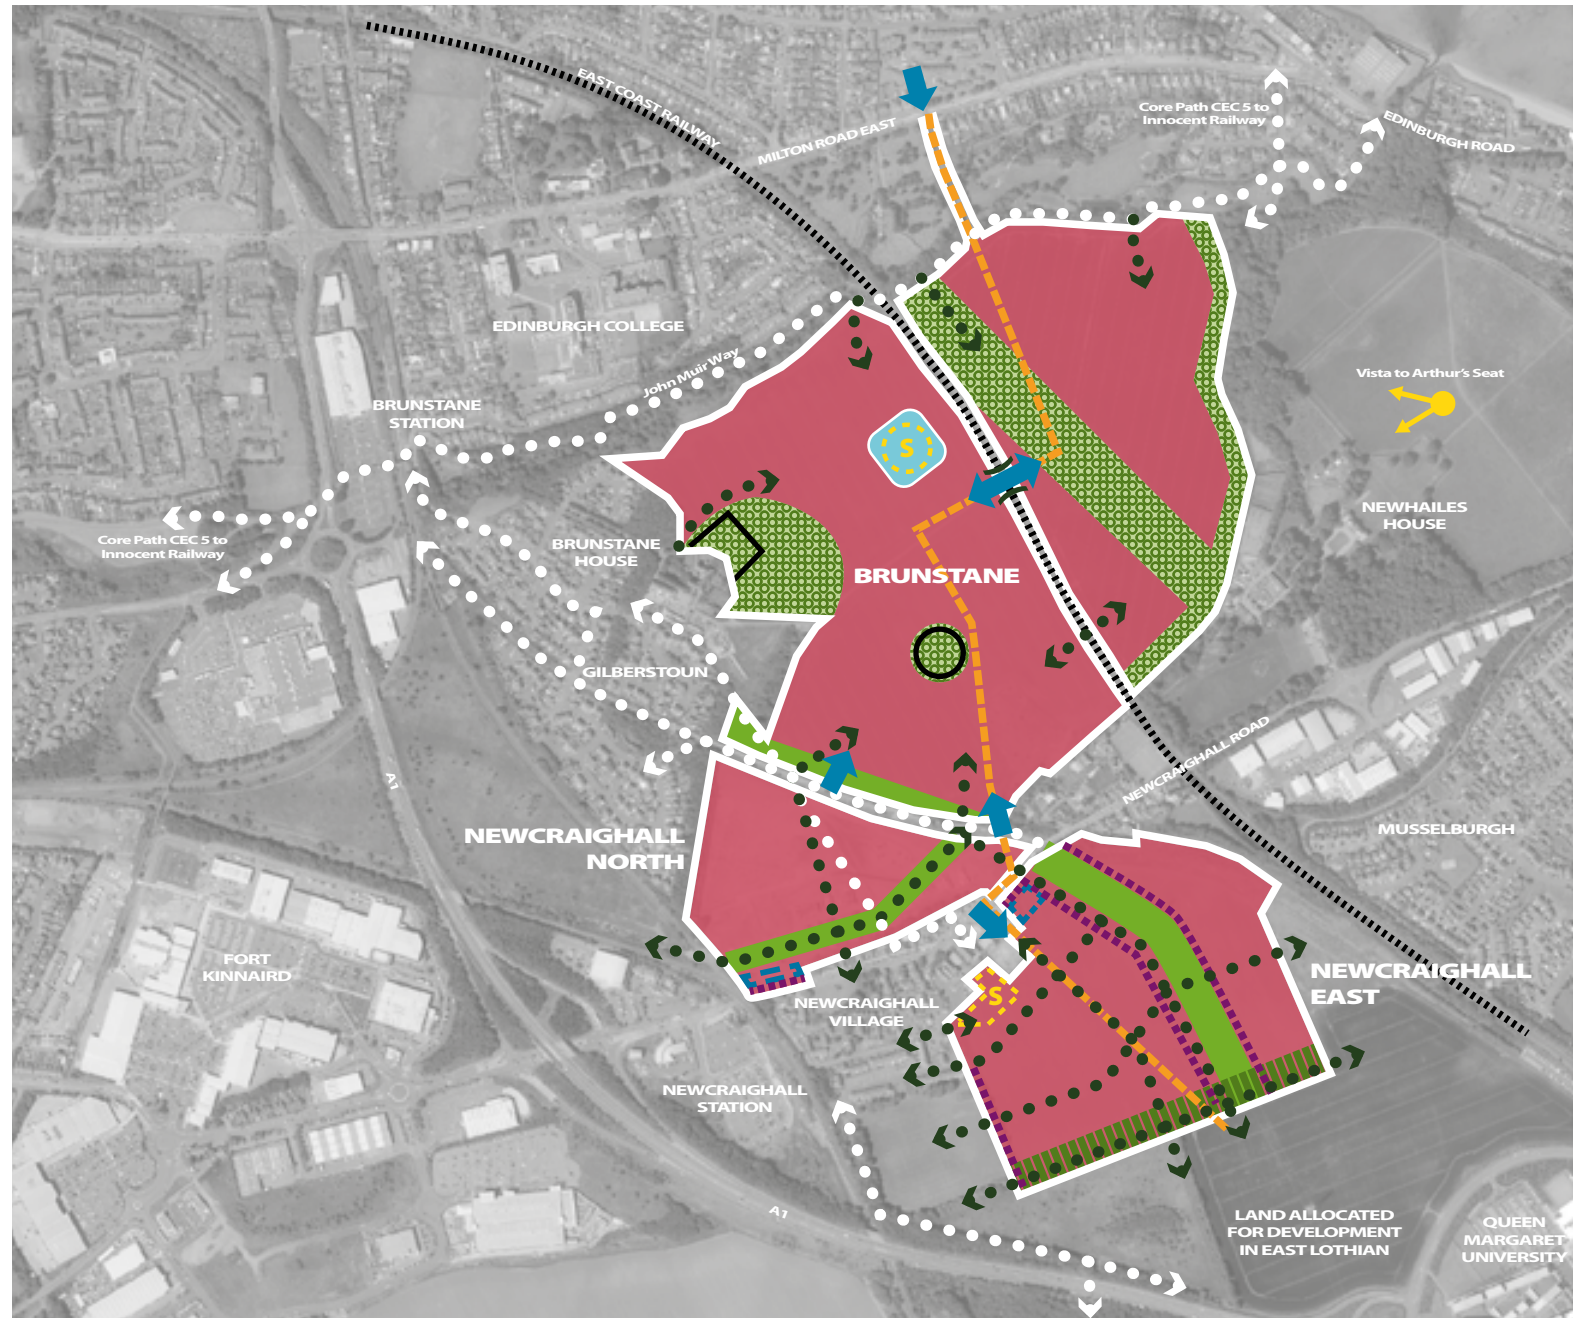 EAST COAST RAILWAY
MILTON ROAD EAST
Core Path CEC 5 to
Innocent Railway
EDINBURGH ROAD
EDINBURGH COLLEGE
John Muir Way
Vista to Arthur's Seat
BRUNSTANE
STATION
S
NEWHAILES
HOUSE
Core Path CEC 5 to
Innocent Railway
BRUNSTANE
HOUSE
BRUNSTANE
GILBERSTOUN
NEWCRAIGHALL ROAD
A1
NEWCRAIGHALL
NORTH
MUSSELBURGH
FORT
KINNAIRD
NEWCRAIGHALL
EAST
S
NEWCRAIGHALL
VILLAGE
NEWCRAIGHALL
STATION
A1
LAND ALLOCATED
FOR DEVELOPMENT
IN EAST LOTHIAN
QUEEN
MARGARET
UNIVERSITY